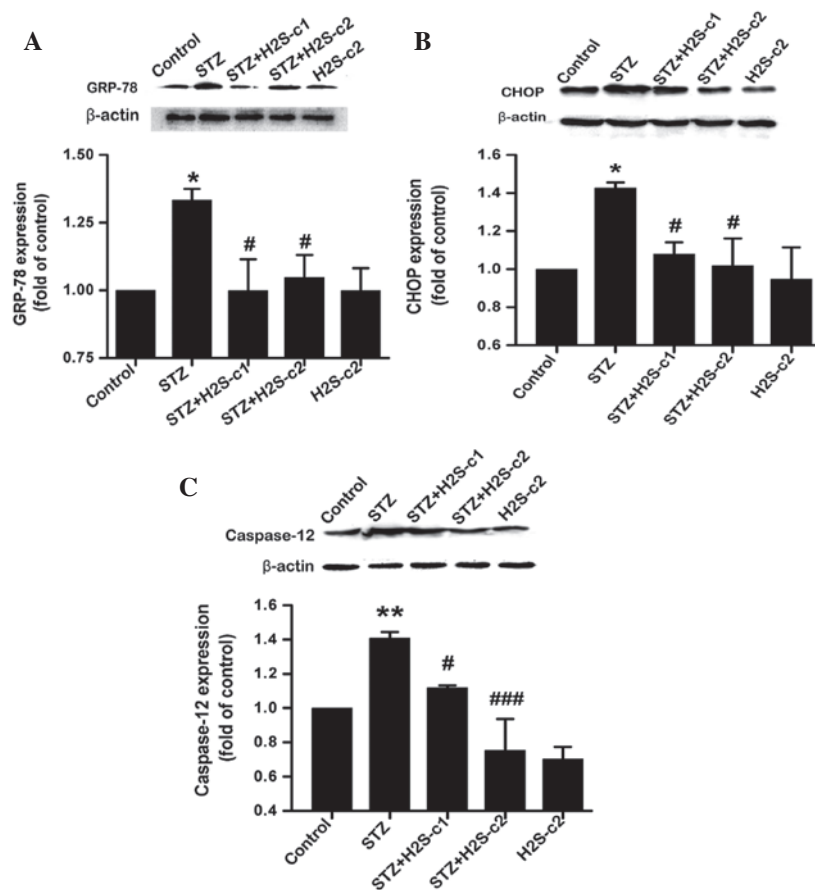 A
Control
STZ
STZ+H2S-c1
STZ+H2S-c2
H2S-c2
GRP-78
β-actin
1.50
1.25
1.00
0.75
GRP-78 expression
(fold of control)
*
#
#
Control
STZ
STZ+H2S-c1
STZ+H2S-c2
H2S-c2
B
Control
STZ
STZ+H2S-c1
STZ+H2S-c2
H2S-c2
CHOP
β-actin
1.6
1.4
1.2
1.0
0.8
0.6
CHOP expression
(fold of control)
*
#
#
Control
STZ
STZ+H2S-c1
STZ+H2S-c2
H2S-c2
C
Control
STZ
STZ+H2S-c1
STZ+H2S-c2
H2S-c2
Caspase-12
β-actin
1.6
1.4
1.2
1.0
0.8
0.6
0.4
Caspase-12 expression
(fold of control)
**
#
###
Control
STZ
STZ+H2S-c1
STZ+H2S-c2
H2S-c2